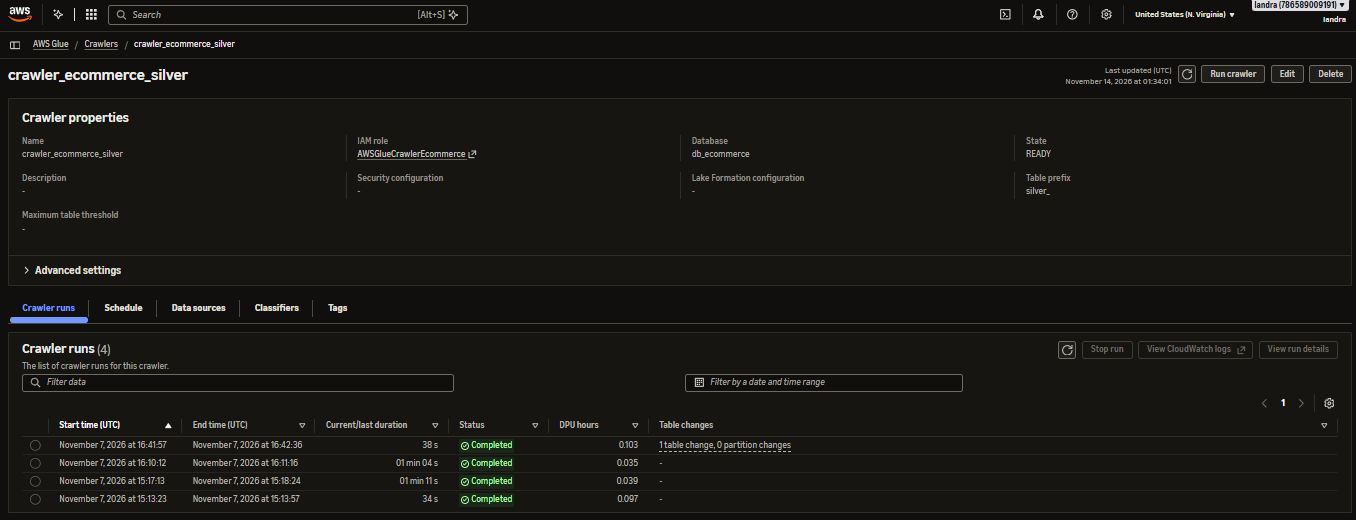 aws
Search
[Alt+S]
United States (N. Virginia) ▼
landra (786589009191) ▼
landra
AWS Glue / Crawlers / crawler_ecommerce_silver
crawler_ecommerce_silver
Last updated (UTC)
November 14, 2026 at 01:34:01
Run crawler
Edit
Delete
Crawler properties
Name
crawler_ecommerce_silver
IAM role
AWSGlueCrawlerEcommerce
Database
db_ecommerce
State
READY
Description
-
Security configuration
-
Lake Formation configuration
-
Table prefix
silver_
Maximum table threshold
-
Advanced settings
Crawler runs
Schedule
Data sources
Classifiers
Tags
Crawler runs (4)
The list of crawler runs for this crawler.
Stop run
View CloudWatch logs
View run details
Filter data
Filter by a date and time range
1
Start time (UTC) End time (UTC) Current/last duration Status DPU hours Table changes
November 7, 2026 at 16:41:57 November 7, 2026 at 16:42:36 38 s Completed 0.103 1 table change, 0 partition changes
November 7, 2026 at 16:10:12 November 7, 2026 at 16:11:16 01 min 04 s Completed 0.035 -
November 7, 2026 at 15:17:13 November 7, 2026 at 15:18:24 01 min 11 s Completed 0.039 -
November 7, 2026 at 15:13:23 November 7, 2026 at 15:13:57 34 s Completed 0.097 -